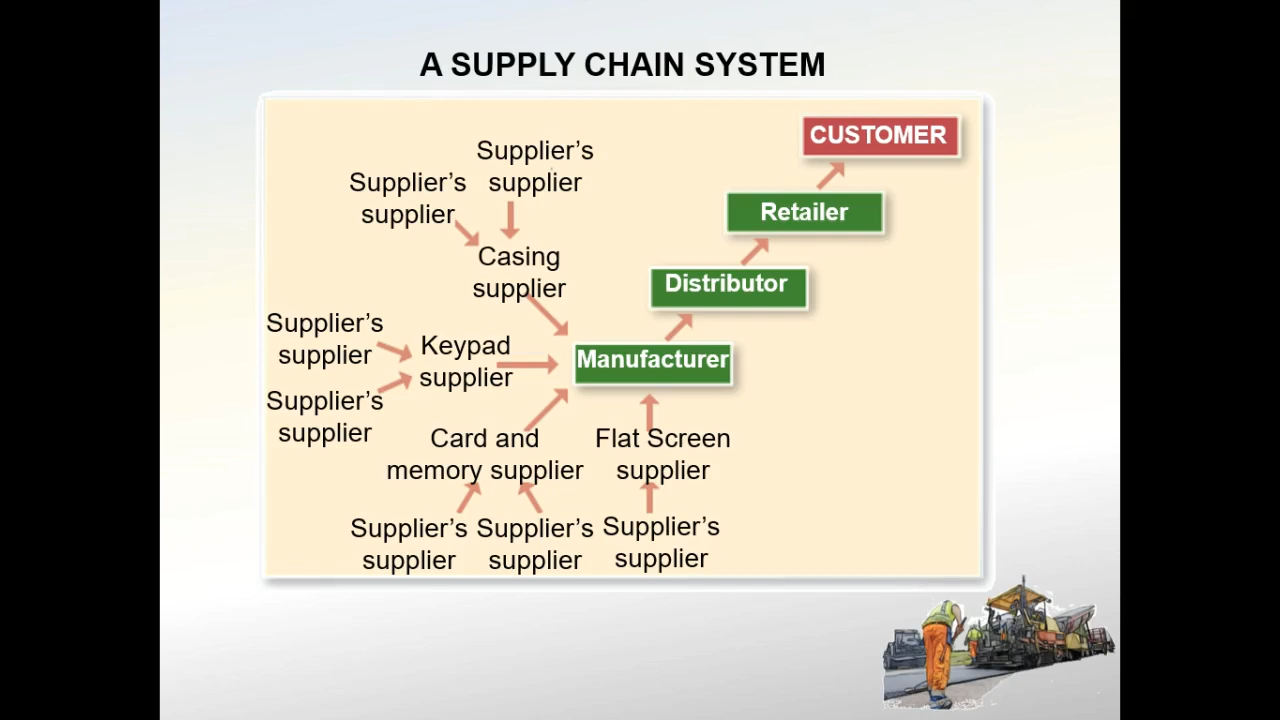 A SUPPLY CHAIN SYSTEM
CUSTOMER
Retailer
Distributor
Manufacturer
Supplier’s
supplier
Supplier’s
supplier
Casing
supplier
Supplier’s
supplier
Keypad
supplier
Supplier’s
supplier
Card and
memory supplier
Flat Screen
supplier
Supplier’s
supplier
Supplier’s
supplier
Supplier’s
supplier